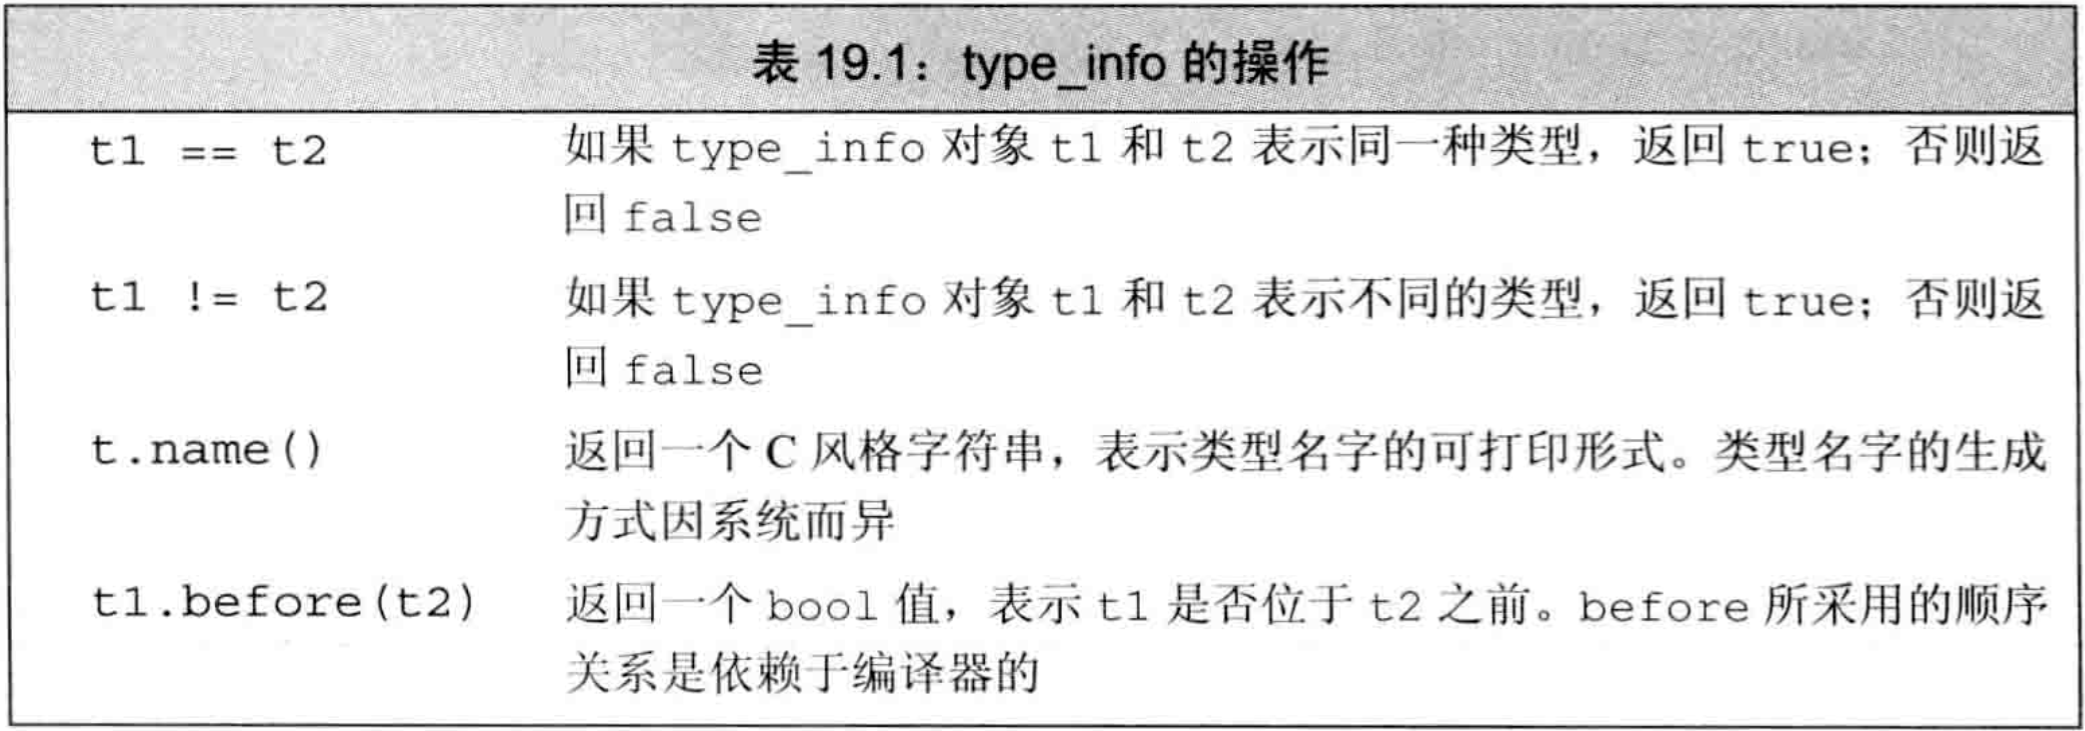 表 19.1：type_info 的操作
t1 == t2 如果 type_info 对象 t1 和 t2 表示同一种类型，返回 true；否则返
回 false
t1 != t2 如果 type_info 对象 t1 和 t2 表示不同的类型，返回 true；否则返
回 false
t.name() 返回一个 C 风格字符串，表示类型名字的可打印形式。类型名字的生成
方式因系统而异
t1.before(t2) 返回一个 bool 值，表示 t1 是否位于 t2 之前。before 所采用的顺序
关系是依赖于编译器的